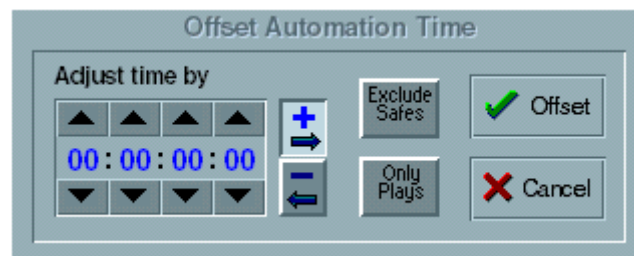 Offset Automation Time
Adjust time by
00:00:00:00
+
−
Exclude
Safes
Only
Plays
Offset
Cancel